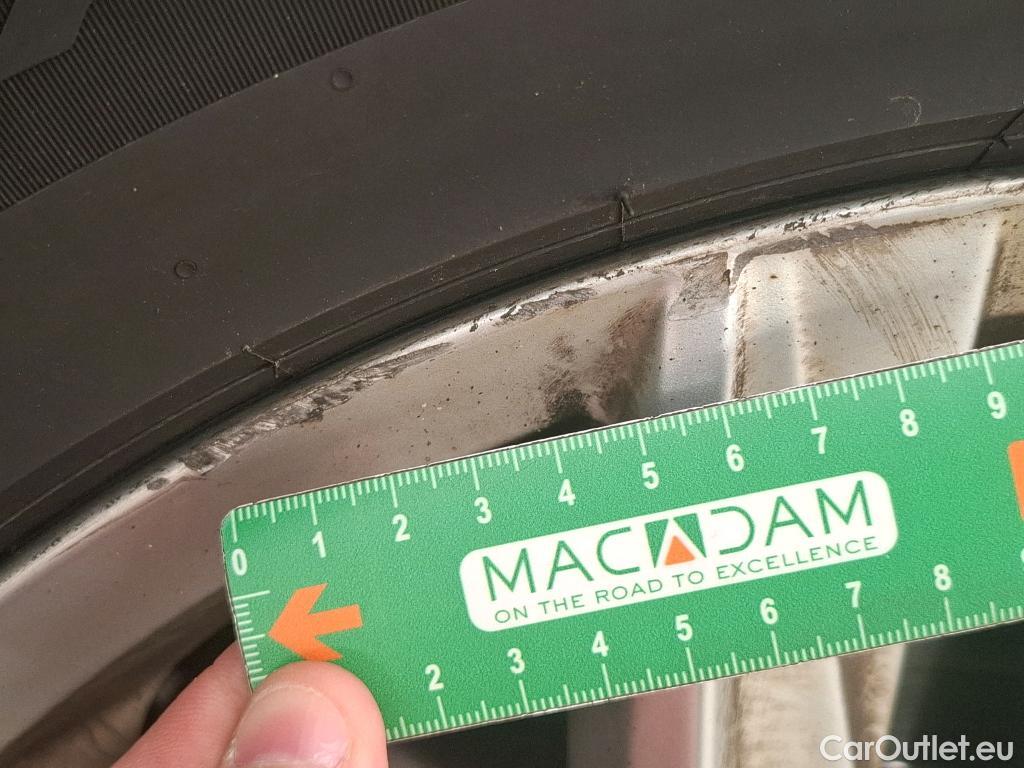 0 1 2 3 4 5 6 7 8 9
MACADAM
ON THE ROAD TO EXCELLENCE
2 3 4 5 6 7 8
CarOutlet.eu